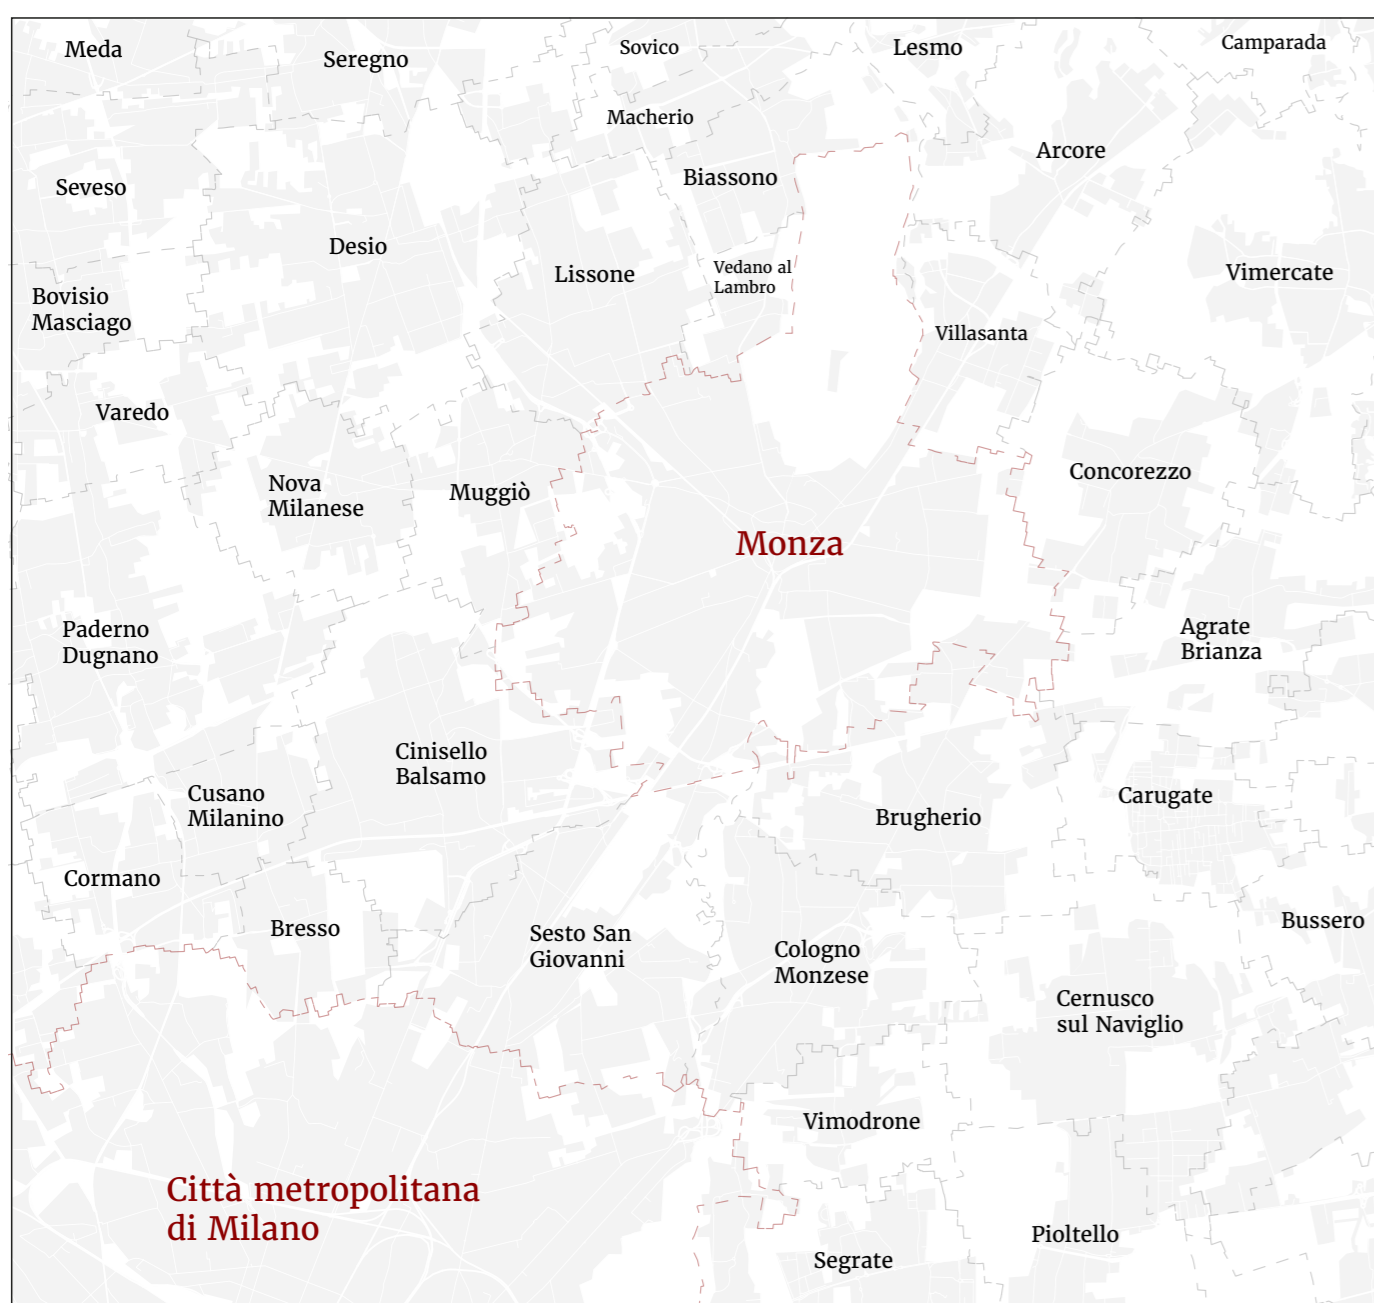 Meda
Seregno
Sovico
Lesmo
Camparada
Macherio
Arcore
Biassono
Seveso
Desio
Lissone
Vedano al
Lambro
Vimercate
Bovisio
Masciago
Villasanta
Varedo
Nova
Milanese
Muggiò
Concorezzo
Monza
Paderno
Dugnano
Agrate
Brianza
Cinisello
Balsamo
Cusano
Milanino
Carugate
Brugherio
Cormano
Bresso
Sesto San
Giovanni
Cologno
Monzese
Bussero
Cernusco
sul Naviglio
Vimodrone
Città metropolitana
di Milano
Segrate
Pioltello